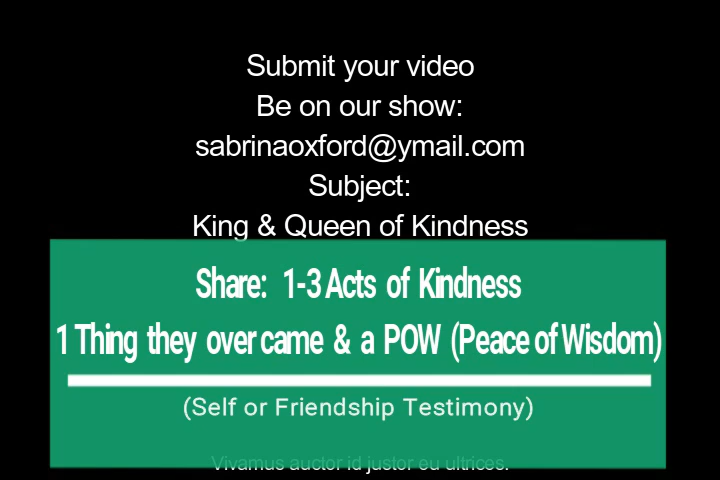 Submit your video
Be on our show:
sabrinaoxford@ymail.com
Subject:
King & Queen of Kindness
Share: 1-3 Acts of Kindness
1 Thing they over came & a POW (Peace of Wisdom)
(Self or Friendship Testimony)
Vivamus auctor id justor eu ultrices.